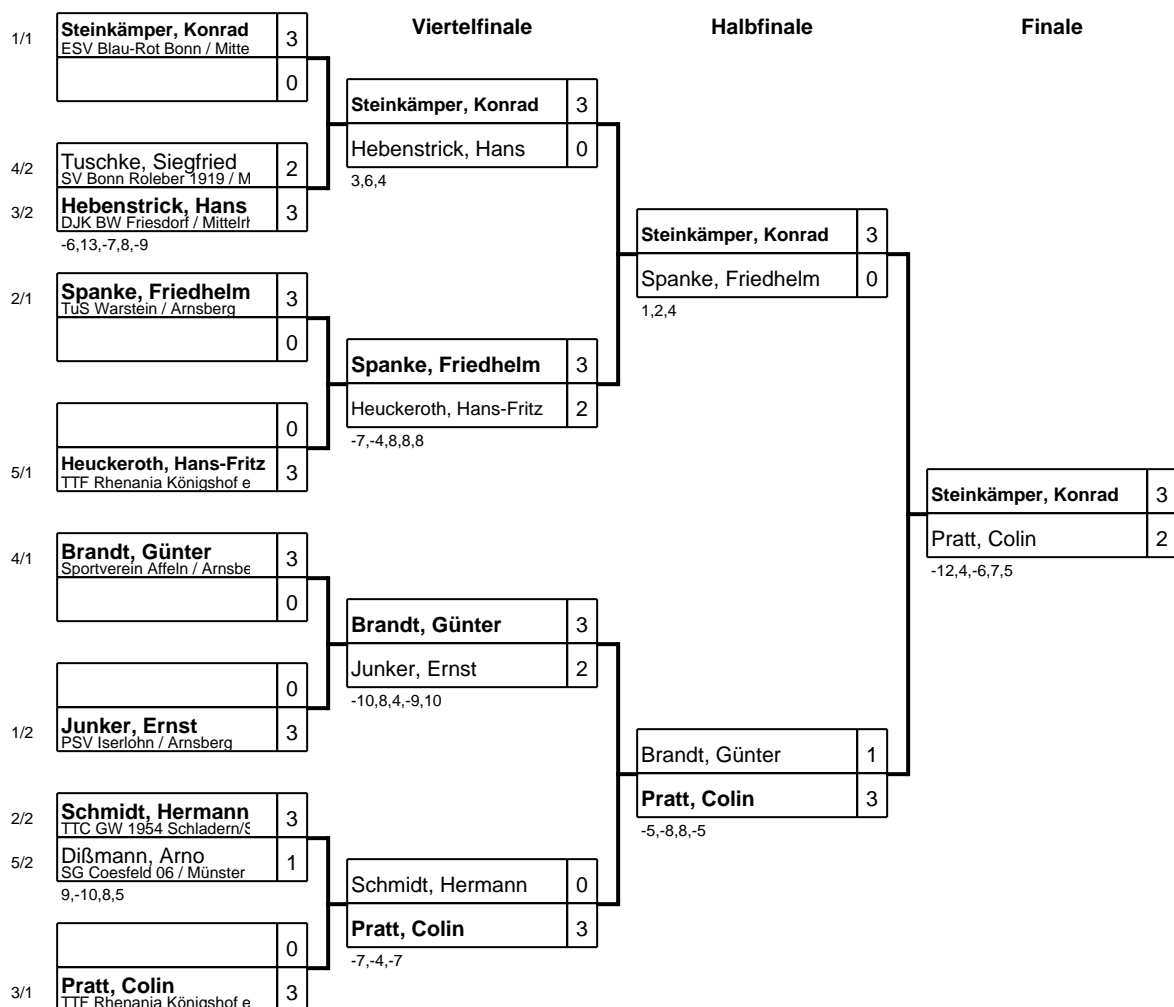 Viertelfinale Halbfinale Finale
1/1 Steinkämper, Konrad 3
ESV Blau-Rot Bonn / Mitte
0
4/2 Tuschke, Siegfried 2
SV Bonn Roleber 1919 / M
3/2 Hebenstrick, Hans 3
DJK BW Friesdorf / Mittelrh
-6,13,-7,8,-9
2/1 Spanke, Friedhelm 3
TuS Warstein / Arnsberg
0
0
5/1 Heuckeroth, Hans-Fritz 3
TTF Rhenania Königshof e
4/1 Brandt, Günter 3
Sportverein Affeln / Arnsbe
0
0
1/2 Junker, Ernst 3
PSV Iserlohn / Arnsberg
2/2 Schmidt, Hermann 3
TTC GW 1954 Schladern/S
5/2 Dißmann, Arno 1
SG Coesfeld 06 / Münster
9,-10,8,5
0
3/1 Pratt, Colin 3
TTF Rhenania Königshof e
Steinkämper, Konrad 3
Hebenstrick, Hans 0
3,6,4
Spanke, Friedhelm 3
Heuckeroth, Hans-Fritz 2
-7,-4,8,8,8
Brandt, Günter 3
Junker, Ernst 2
-10,8,4,-9,10
Schmidt, Hermann 0
Pratt, Colin 3
-7,-4,-7
Steinkämper, Konrad 3
Spanke, Friedhelm 0
1,2,4
Brandt, Günter 1
Pratt, Colin 3
-5,-8,8,-5
Steinkämper, Konrad 3
Pratt, Colin 2
-12,4,-6,7,5